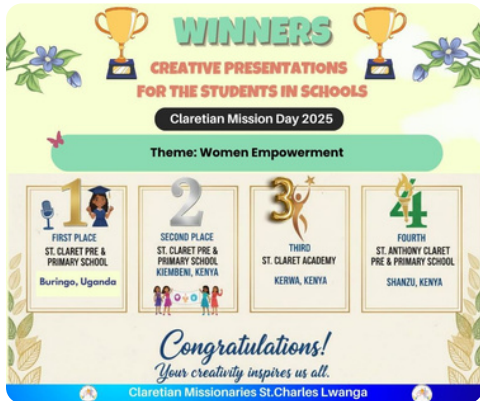 WINNERS
CREATIVE PRESENTATIONS
FOR THE STUDENTS IN SCHOOLS
Claretian Mission Day 2025
Theme: Women Empowerment
1
FIRST PLACE
ST. CLARET PRE &
PRIMARY SCHOOL
Buringo, Uganda
2
SECOND PLACE
ST. CLARET PRE &
PRIMARY SCHOOL
KIEMBENI, KENYA
3
THIRD
ST. CLARET ACADEMY
KERWA, KENYA
4
FOURTH
ST. ANTHONY CLARET
PRE & PRIMARY SCHOOL
SHANZU, KENYA
Congratulations!
Your creativity inspires us all.
Claretian Missionaries St.Charles Lwanga